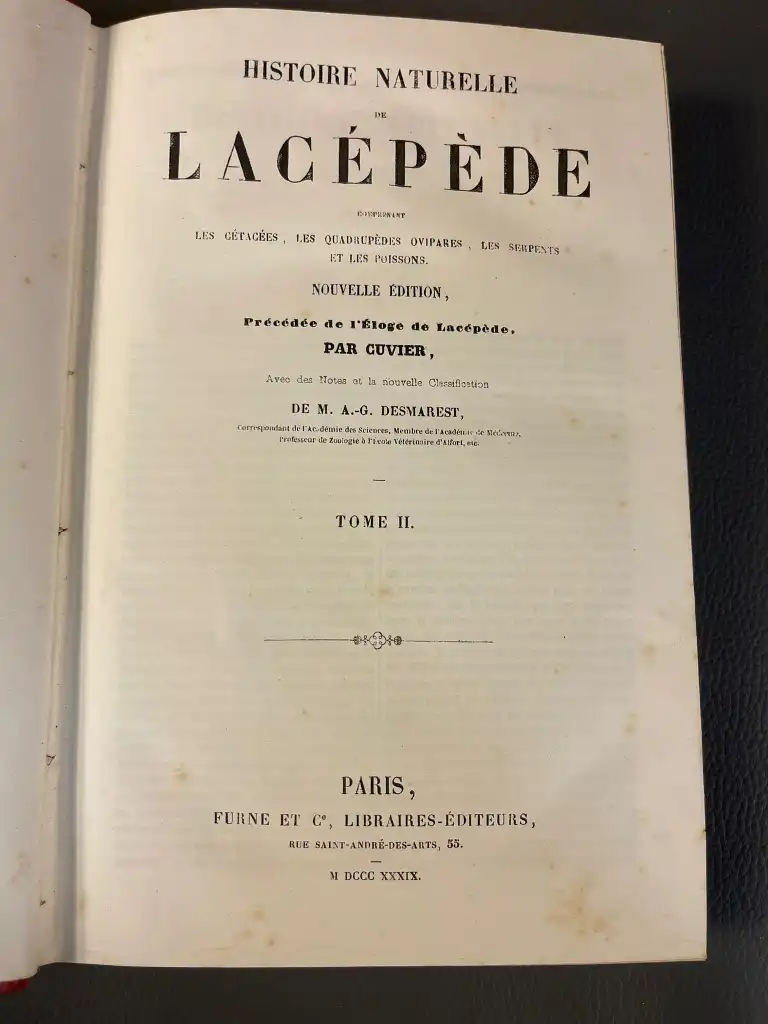 HISTOIRE NATURELLE
DE
LACÉPÈDE
COMPRENANT
LES CÉTACÉES, LES QUADRUPÈDES OVIPARES, LES SERPENTS
ET LES POISSONS.
NOUVELLE ÉDITION,
Précédée de l'Éloge de Lacépède,
PAR CUVIER,
Avec des Notes et la nouvelle Classification
DE M. A.-G. DESMAREST,
Correspondant de l'Académie des Sciences, Membre de l'Académie de Médecine,
Professeur de Zoologie à l'École Vétérinaire d'Alfort, etc.
TOME II.
PARIS,
FURNE ET Cᵉ, LIBRAIRES-ÉDITEURS,
RUE SAINT-ANDRÉ-DES-ARTS, 55.
M DCCC XXXIX.